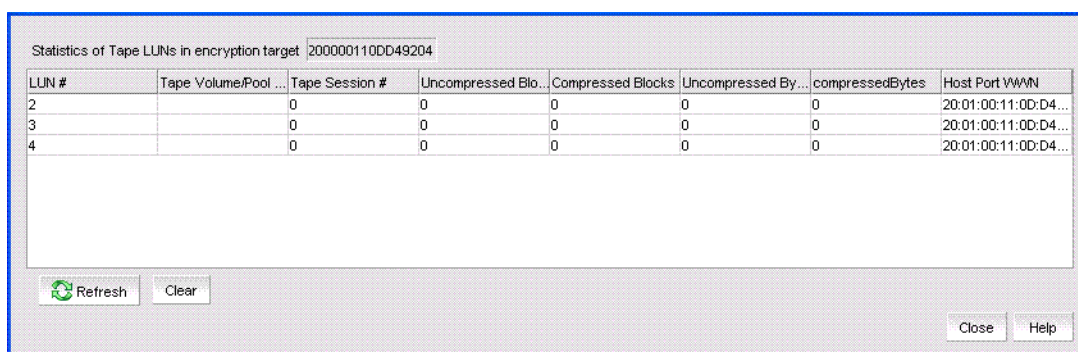 Statistics of Tape LUNs in encryption target 200000110DD49204
LUN # Tape Volume/Pool ... Tape Session # Uncompressed Blo... Compressed Blocks Uncompressed By... compressedBytes Host Port WWN
2 0 0 0 0 0 20:01:00:11:0D:D4...
3 0 0 0 0 0 20:01:00:11:0D:D4...
4 0 0 0 0 0 20:01:00:11:0D:D4...
Refresh Clear
Close Help